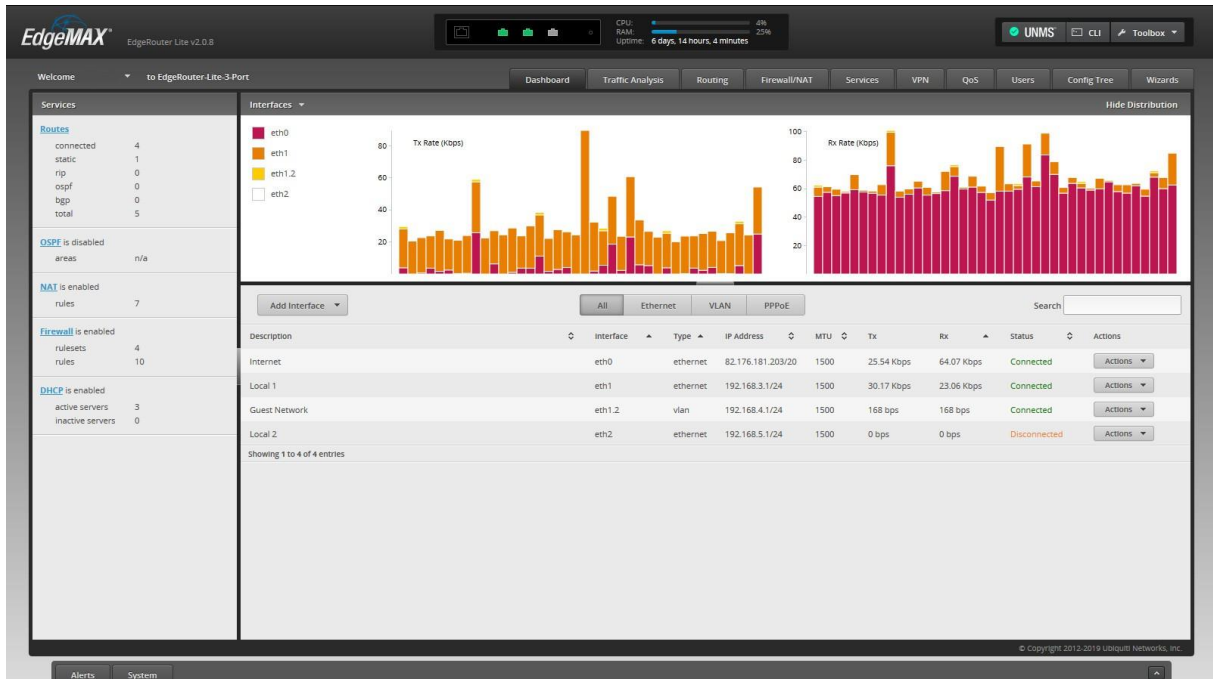 EdgeMAX EdgeRouter Lite v2.0.8
CPU: 4%
RAM: 25%
Uptime: 6 days, 14 hours, 4 minutes
UNMS CLI Toolbox
Welcome to EdgeRouter-Lite-3-Port
Dashboard Traffic Analysis Routing Firewall/NAT Services VPN QoS Users Config Tree Wizards
Services
Routes
connected 4
static 1
rip 0
ospf 0
bgp 0
total 5
OSPF is disabled
areas n/a
NAT is enabled
rules 7
Firewall is enabled
rulesets 4
rules 10
DHCP is enabled
active servers 3
inactive servers 0
Interfaces Hide Distribution
eth0
eth1
eth1.2
eth2
Tx Rate (Kbps)
80
60
40
20
Rx Rate (Kbps)
100
80
60
40
20
Add Interface All Ethernet VLAN PPPoE Search
Description Interface Type IP Address MTU Tx Rx Status Actions
Internet eth0 ethernet 82.176.181.203/20 1500 25.54 Kbps 64.07 Kbps Connected Actions
Local 1 eth1 ethernet 192.168.3.1/24 1500 30.17 Kbps 23.06 Kbps Connected Actions
Guest Network eth1.2 vlan 192.168.4.1/24 1500 168 bps 168 bps Connected Actions
Local 2 eth2 ethernet 192.168.5.1/24 1500 0 bps 0 bps Disconnected Actions
Showing 1 to 4 of 4 entries
© Copyright 2012-2019 Ubiquiti Networks, Inc.
Alerts System